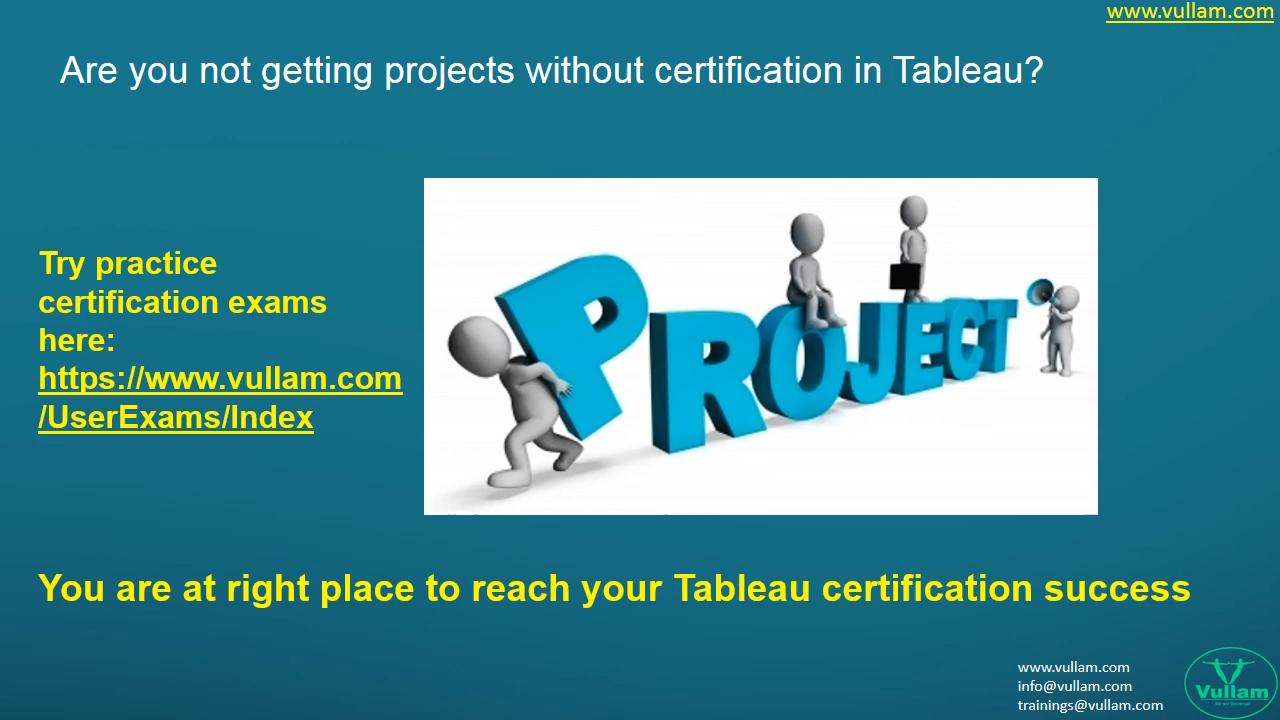 www.vullam.com
Are you not getting projects without certification in Tableau?
Try practice
certification exams
here:
https://www.vullam.com
/UserExams/Index
PROJECT
You are at right place to reach your Tableau certification success
www.vullam.com
info@vullam.com
trainings@vullam.com
Vullam